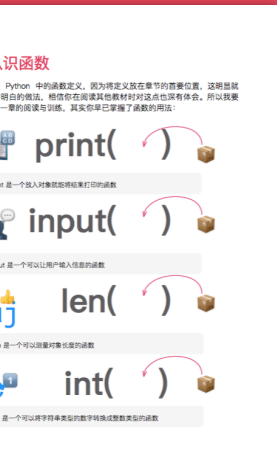 识函数
Python 中的函数定义，因为将定义放在章节的首要位置，这明显就
明白的做法。相信你在阅读其他教材时对这点也深有体会。所以我要
一章的阅读与训练。其实你早已掌握了函数的用法：
print( )
是一个放入对象就能将结果打印的函数
input( )
是一个可以让用户输入信息的函数
len( )
是一个可以测量对象长度的函数
int( )
是一个可以将字符串类型的数字转换成整数类型的函数